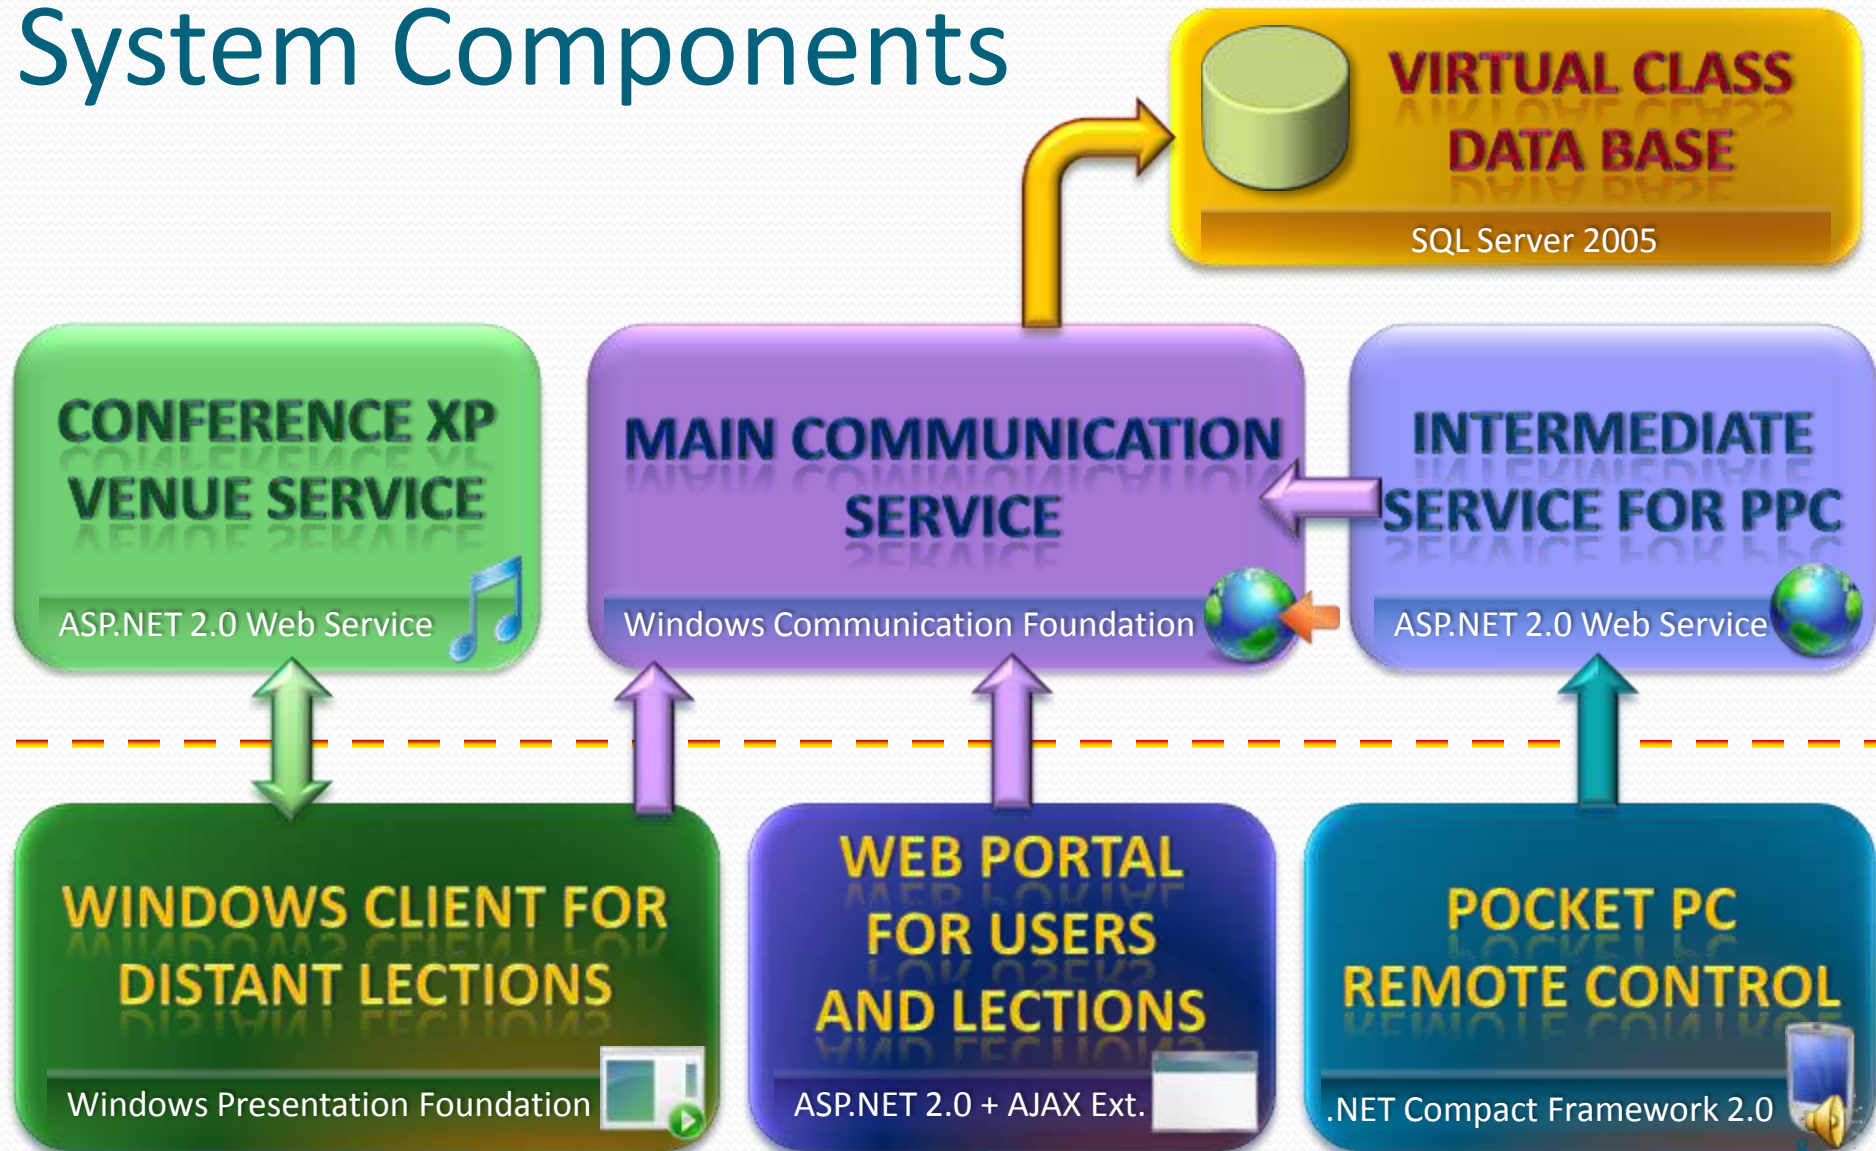 System Components
VIRTUAL CLASS
DATA BASE
SQL Server 2005
CONFERENCE XP
VENUE SERVICE
ASP.NET 2.0 Web Service
MAIN COMMUNICATION
SERVICE
Windows Communication Foundation
INTERMEDIATE
SERVICE FOR PPC
ASP.NET 2.0 Web Service
WINDOWS CLIENT FOR
DISTANT LECTIONS
Windows Presentation Foundation
WEB PORTAL
FOR USERS
AND LECTIONS
ASP.NET 2.0 + AJAX Ext.
POCKET PC
REMOTE CONTROL
.NET Compact Framework 2.0